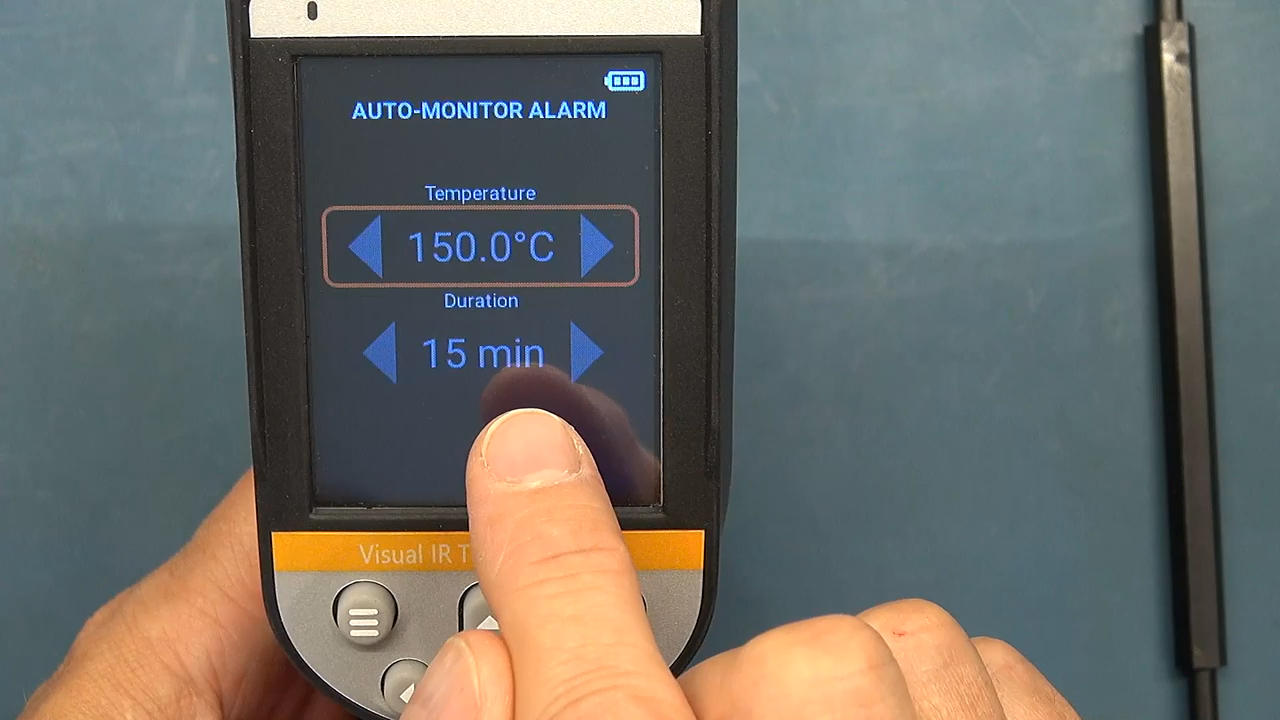 AUTO-MONITOR ALARM
Temperature
150.0°C
Duration
15 min
Visual IR